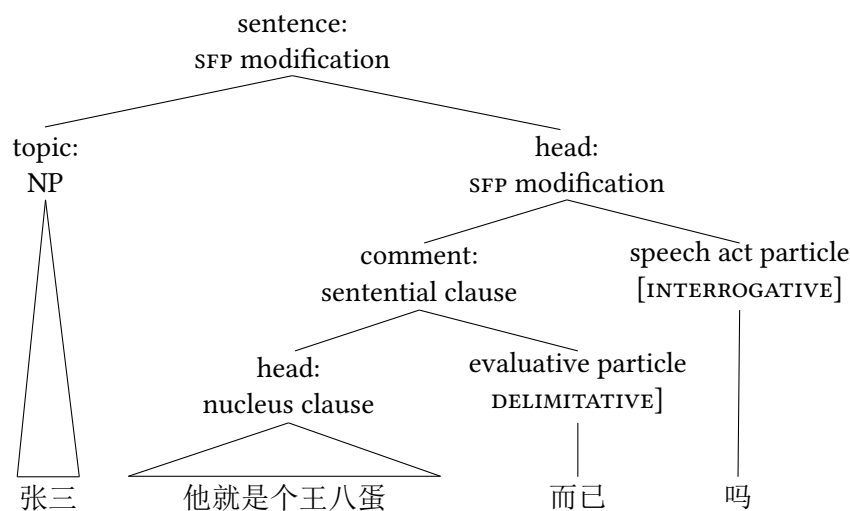 sentence:
SFP modification
topic:
NP
head:
SFP modification
comment:
sentential clause
speech act particle
[INTERROGATIVE]
head:
nucleus clause
evaluative particle
DELIMITATIVE]
张三 他就是个王八蛋 而已 吗